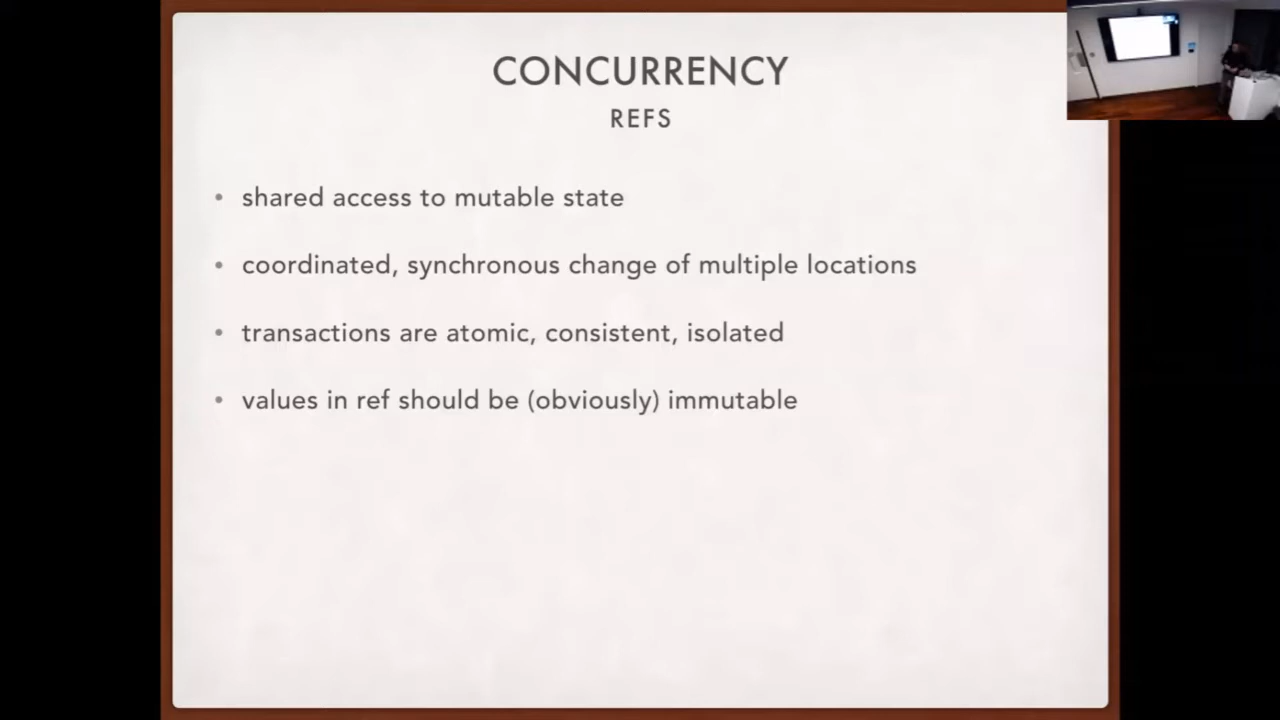 CONCURRENCY
REFS
• shared access to mutable state
• coordinated, synchronous change of multiple locations
• transactions are atomic, consistent, isolated
• values in ref should be (obviously) immutable